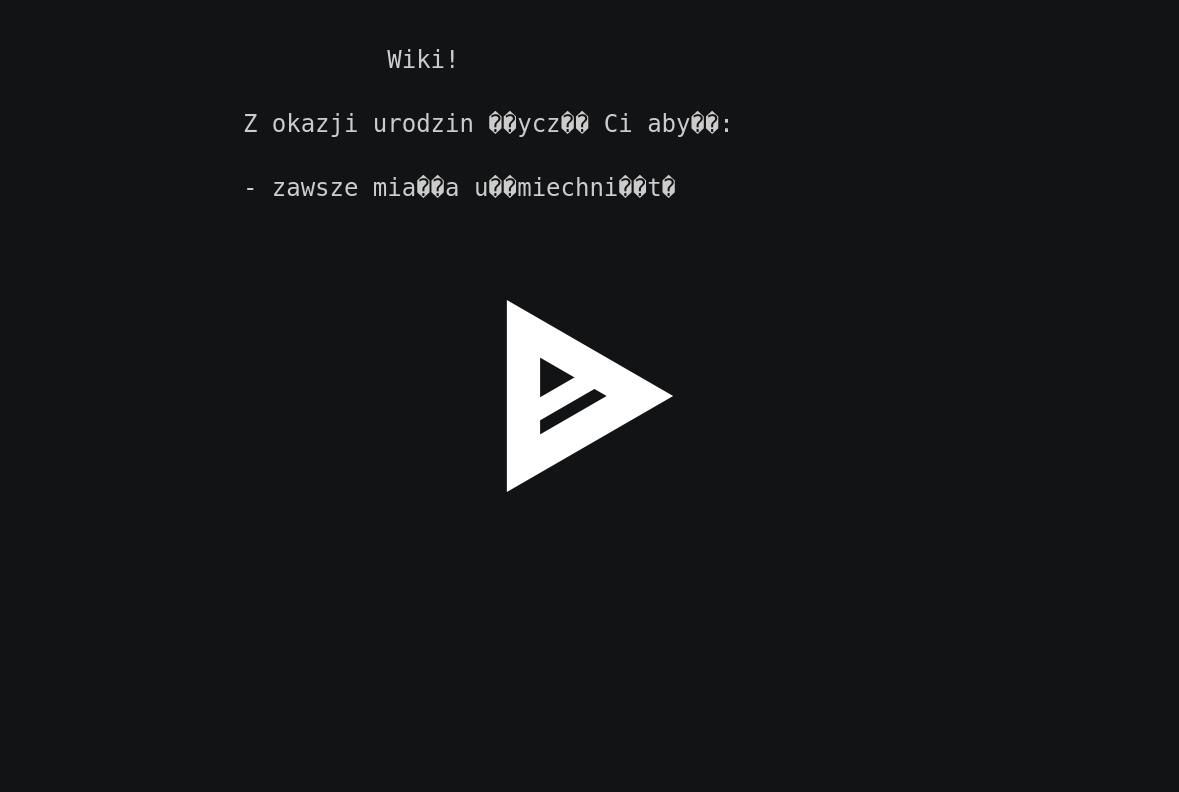 Wiki!
Z okazji urodzin ��ycz�� Ci aby��:
- zawsze mia��a u��miechni��t�